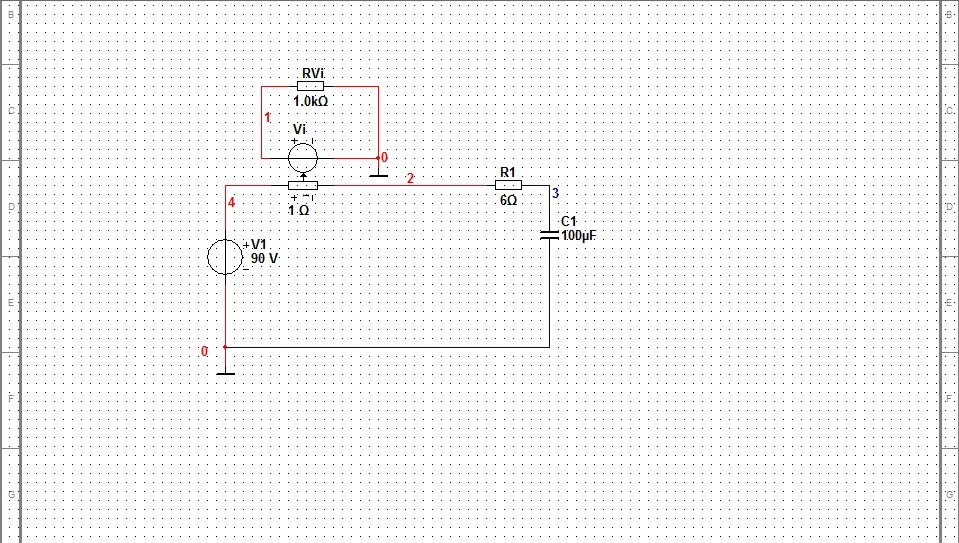 B
B
RVi
1.0kΩ
C
1
C
Vi
+ -
0
2
R1
6Ω
3
4
+ -
1 Ω
D
D
C1
100µF
+
V1
90 V
-
E
E
0
F
F
G
G